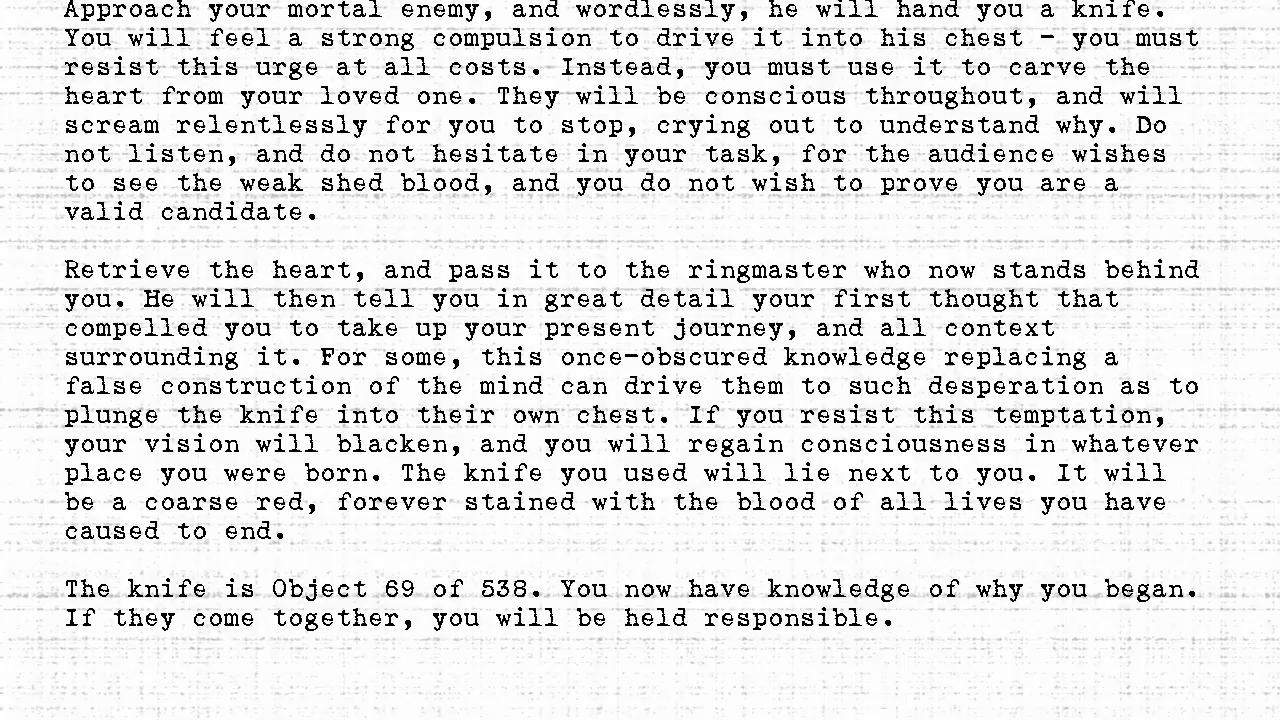 Approach your mortal enemy, and wordlessly, he will hand you a knife.
You will feel a strong compulsion to drive it into his chest – you must
resist this urge at all costs. Instead, you must use it to carve the
heart from your loved one. They will be conscious throughout, and will
scream relentlessly for you to stop, crying out to understand why. Do
not listen, and do not hesitate in your task, for the audience wishes
to see the weak shed blood, and you do not wish to prove you are a
valid candidate.
Retrieve the heart, and pass it to the ringmaster who now stands behind
you. He will then tell you in great detail your first thought that
compelled you to take up your present journey, and all context
surrounding it. For some, this once-obscured knowledge replacing a
false construction of the mind can drive them to such desperation as to
plunge the knife into their own chest. If you resist this temptation,
your vision will blacken, and you will regain consciousness in whatever
place you were born. The knife you used will lie next to you. It will
be a coarse red, forever stained with the blood of all lives you have
caused to end.
The knife is Object 69 of 538. You now have knowledge of why you began.
If they come together, you will be held responsible.